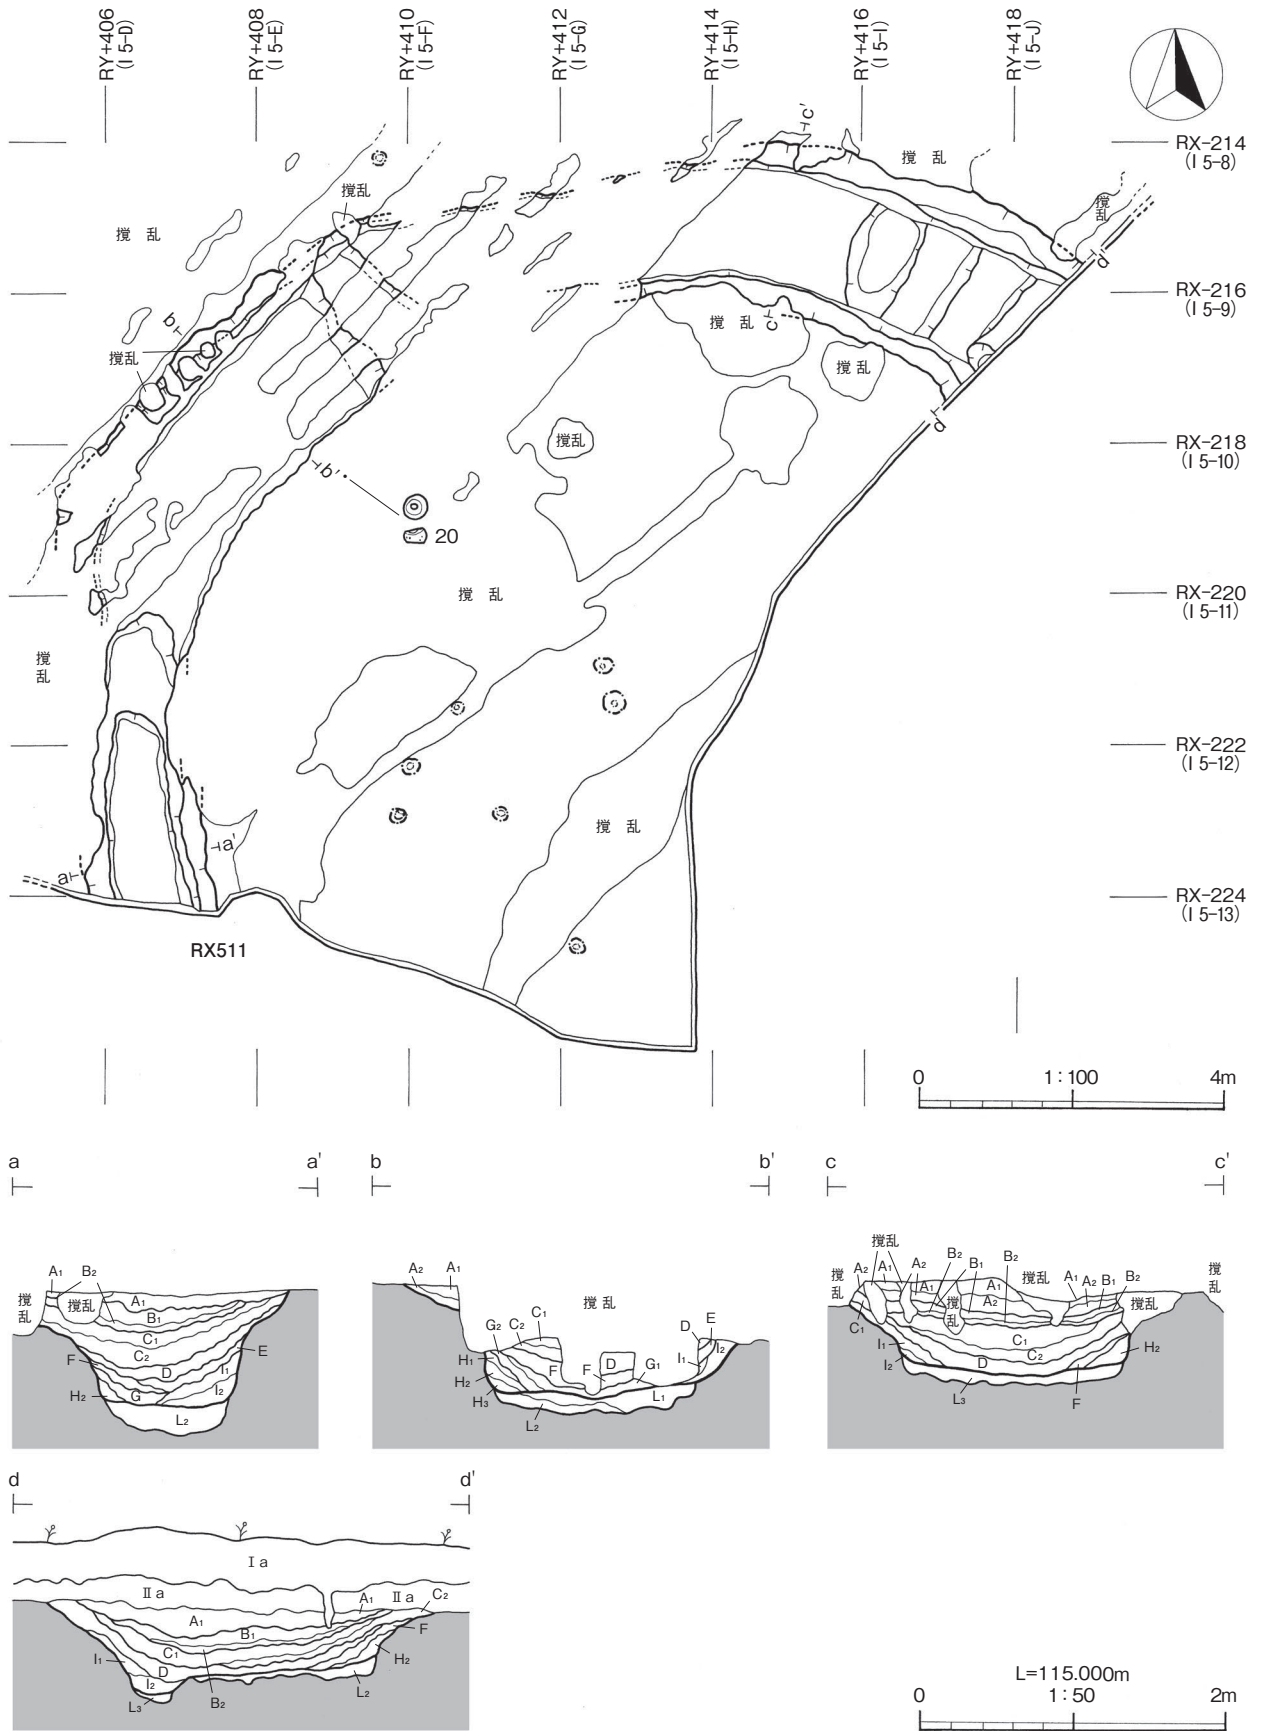 RY+406
(I 5-D)
RY+408
(I 5-E)
RY+410
(I 5-F)
RY+412
(I 5-G)
RY+414
(I 5-H)
RY+416
(I 5-I)
RY+418
(I 5-J)
RX-214
(I 5-8)
RX-216
(I 5-9)
RX-218
(I 5-10)
RX-220
(I 5-11)
RX-222
(I 5-12)
RX-224
(I 5-13)
c'
撹 乱
撹乱
撹乱
撹 乱
d
b
撹 乱
c
撹乱
撹 乱
d'
撹乱
b'
20
撹 乱
撹乱
撹 乱
a'
a
RX511
0 1:100 4m
a a'
b b'
c c'
A1 B2
撹乱
撹乱
A1
B1
C1
C2
D
E
F
G
H2
I1
I2
L2
A2 A1
撹 乱
G2 C2 C1
H1
H2
H3
F
F D G1
D E
I1 I2
L1
L2
撹乱
撹乱
A2 A1 A2 B2 B1 B2
撹乱
A1 A2 B1 B2
撹乱
撹乱
A1
A1
A2
撹乱
C1
C1
C2
I1
I2
D
H2
L3
F
d d'
I a
II a
A1 II a C2
A1
B1
F
C1
I1
D
H2
I2
L3
B2
L2
L=115.000m
0 1:50 2m